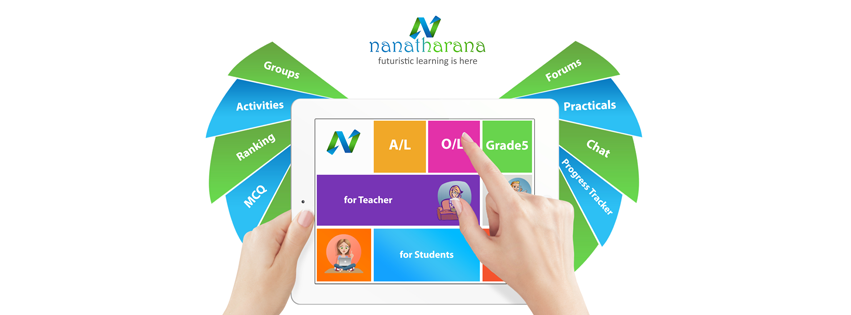 nanatharana
futuristic learning is here
Groups
Activities
Ranking
MCQ
Forums
Practicals
Chat
Progress Tracker
A/L
O/L
Grade5
for Teacher
for Students